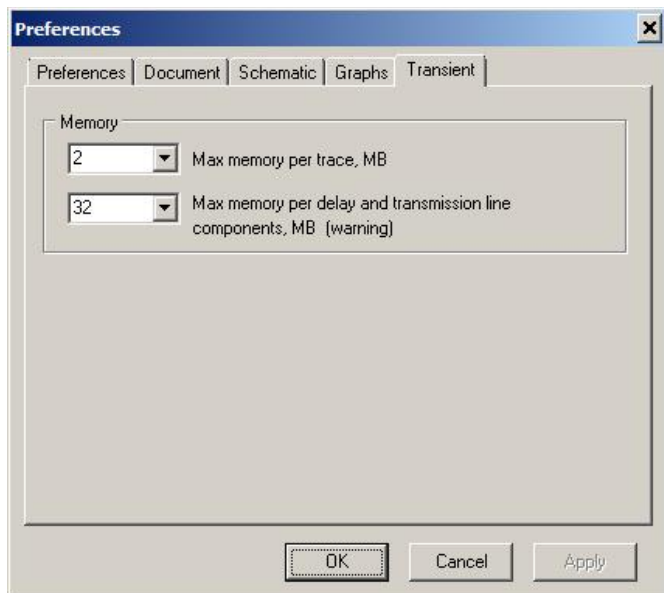 Preferences
Preferences Document Schematic Graphs Transient
Memory
2 Max memory per trace, MB
32 Max memory per delay and transmission line
components, MB (warning)
OK Cancel Apply